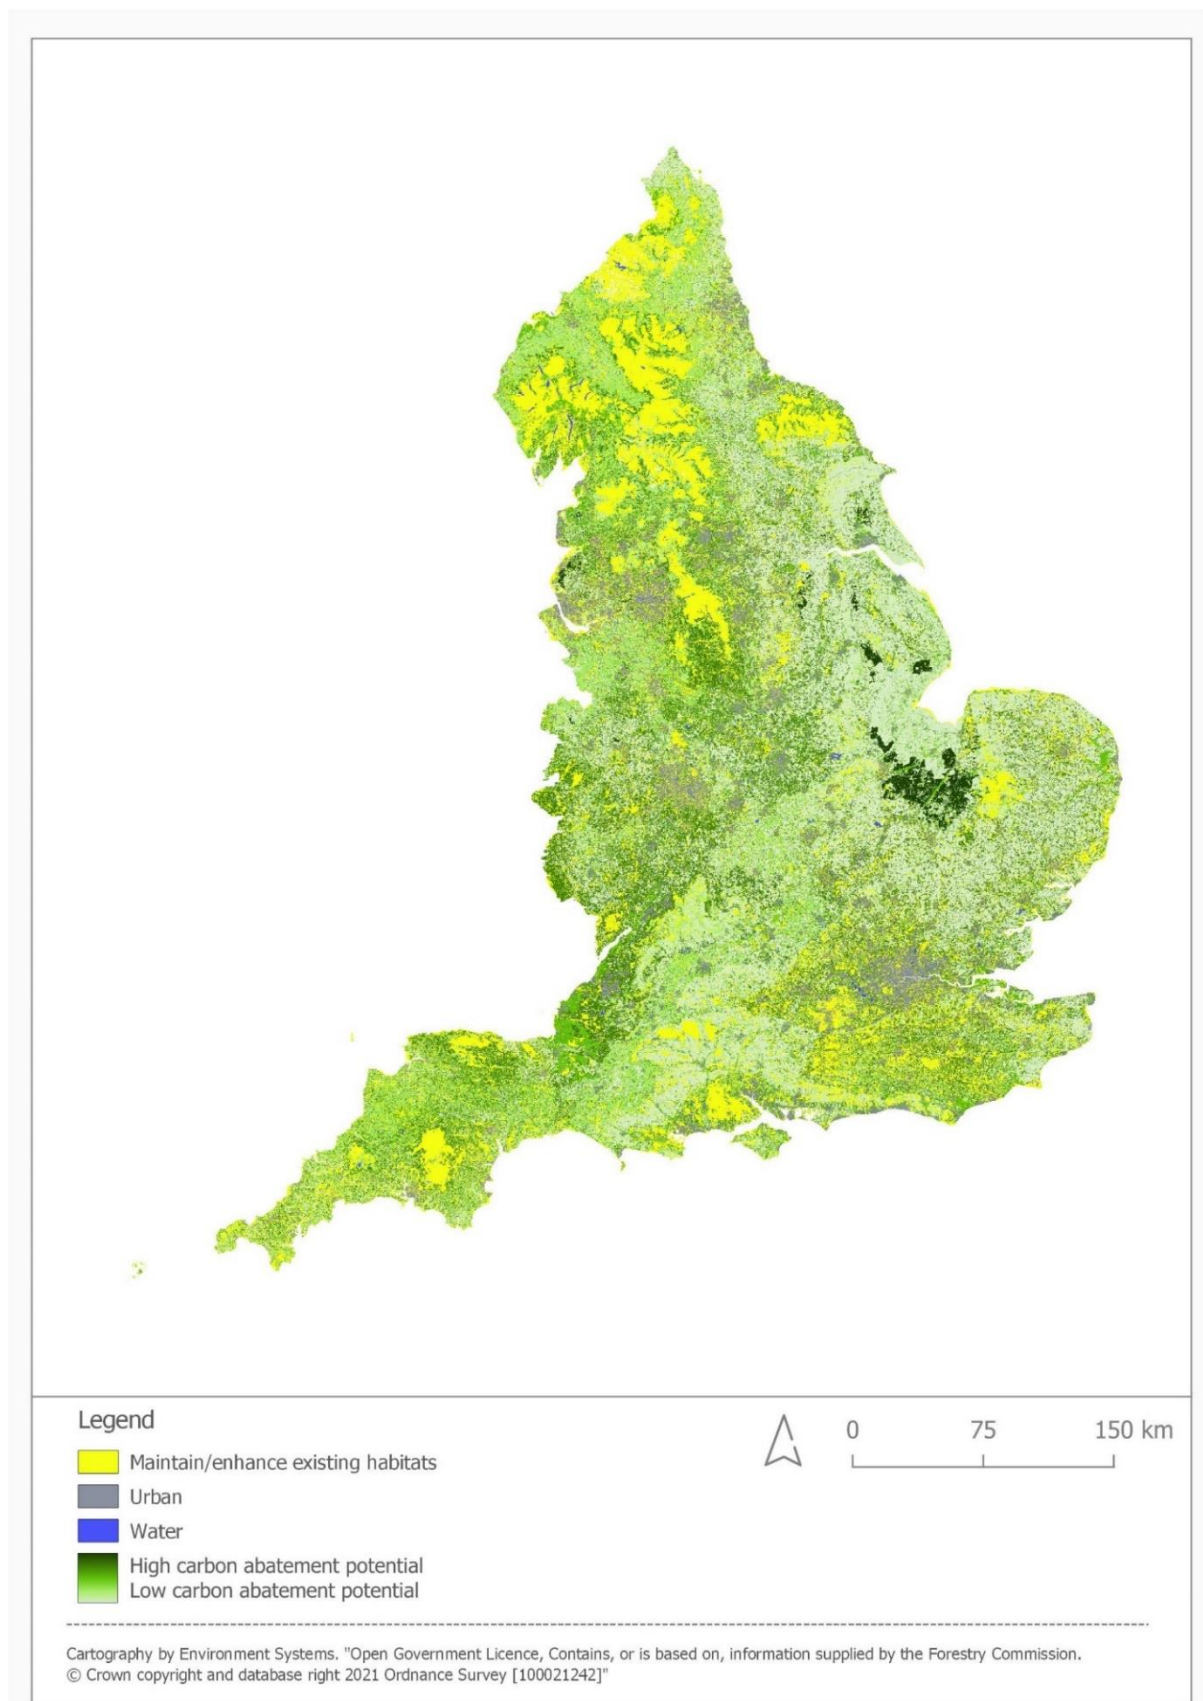 Legend
Maintain/enhance existing habitats
Urban
Water
High carbon abatement potential
Low carbon abatement potential
0 75 150 km
Cartography by Environment Systems. "Open Government Licence, Contains, or is based on, information supplied by the Forestry Commission.
© Crown copyright and database right 2021 Ordnance Survey [100021242]"